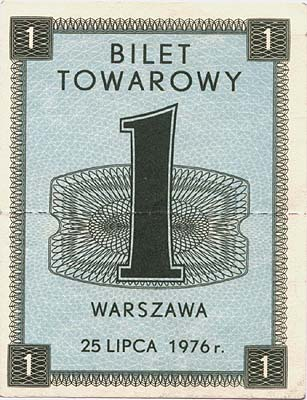 1 1
BILET
TOWAROWY
1
WARSZAWA
25 LIPCA 1976 r.
1 1